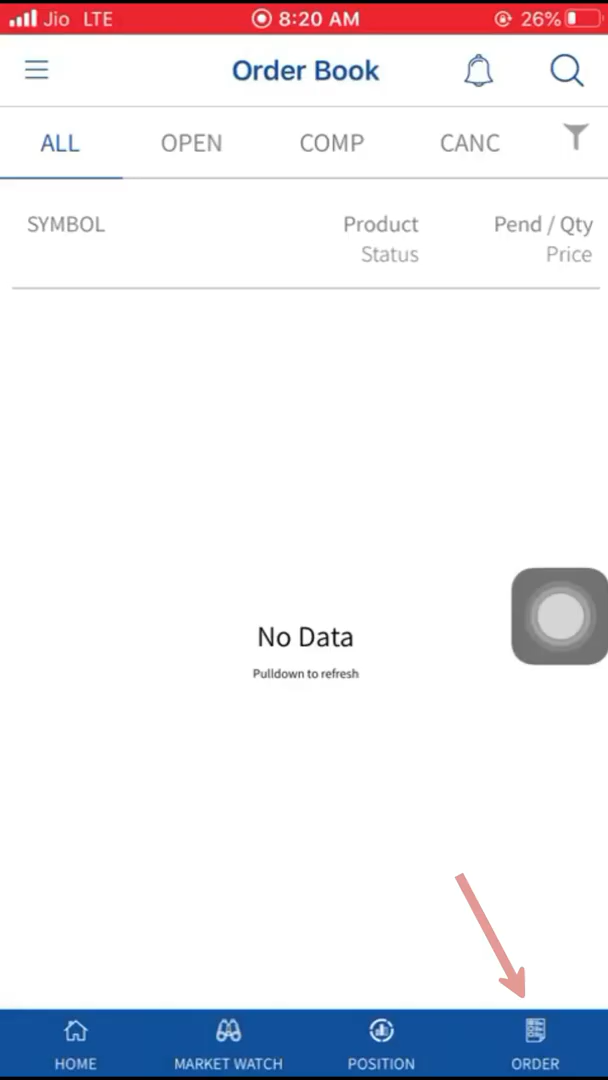 Jio LTE 8:20 AM 26%
Order Book
ALL OPEN COMP CANC
SYMBOL Product Pend / Qty
Status Price
No Data
Pulldown to refresh
HOME MARKET WATCH POSITION ORDER